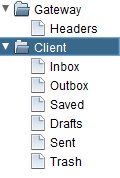 Gateway
Headers
Client
Inbox
Outbox
Saved
Drafts
Sent
Trash